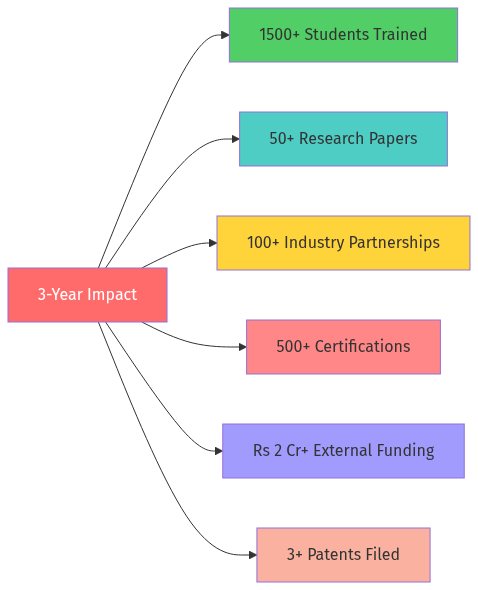 1500+ Students Trained
50+ Research Papers
100+ Industry Partnerships
3-Year Impact
500+ Certifications
Rs 2 Cr+ External Funding
3+ Patents Filed